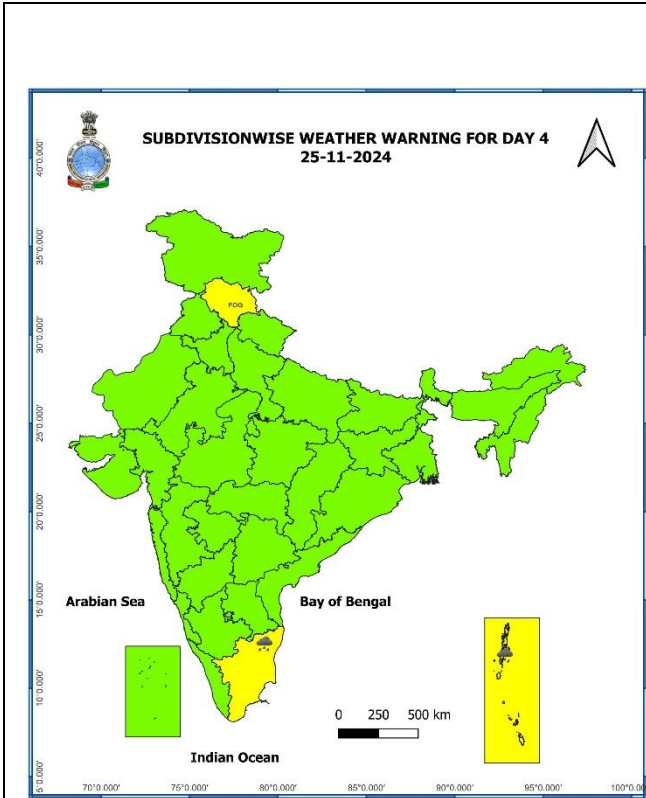 SUBDIVISIONWISE WEATHER WARNING FOR DAY 4
25-11-2024
40°0.000'
35°0.000'
30°0.000'
25°0.000'
20°0.000'
15°0.000'
10°0.000'
5°0.000'
FOG
Arabian Sea
Bay of Bengal
0 250 500 km
Indian Ocean
70°0.000' 75°0.000' 80°0.000' 85°0.000' 90°0.000' 95°0.000' 100°0.000'